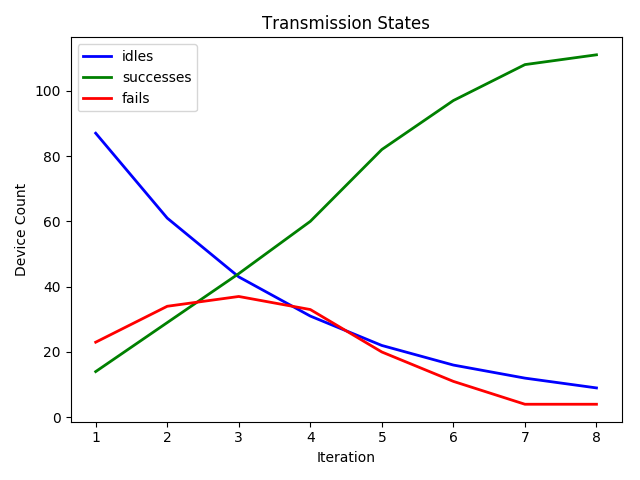 Transmission States
idles
successes
fails
Device Count
100
80
60
40
20
0
1 2 3 4 5 6 7 8
Iteration